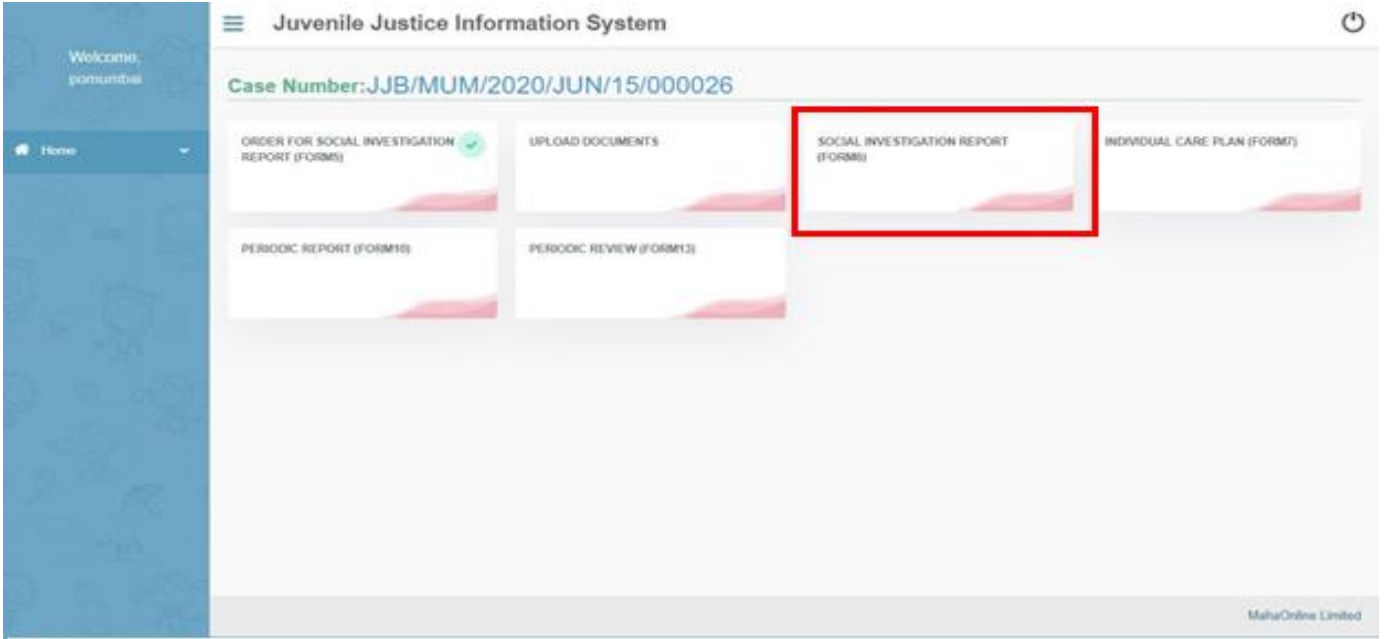 Juvenile Justice Information System
Welcome,
pomumbai
Case Number:JJB/MUM/2020/JUN/15/000026
Home
ORDER FOR SOCIAL INVESTIGATION
REPORT (FORM5)
UPLOAD DOCUMENTS
SOCIAL INVESTIGATION REPORT
(FORM6)
INDIVIDUAL CARE PLAN (FORM7)
PERIODIC REPORT (FORM10)
PERIODIC REVIEW (FORM13)
MahaOnline Limited